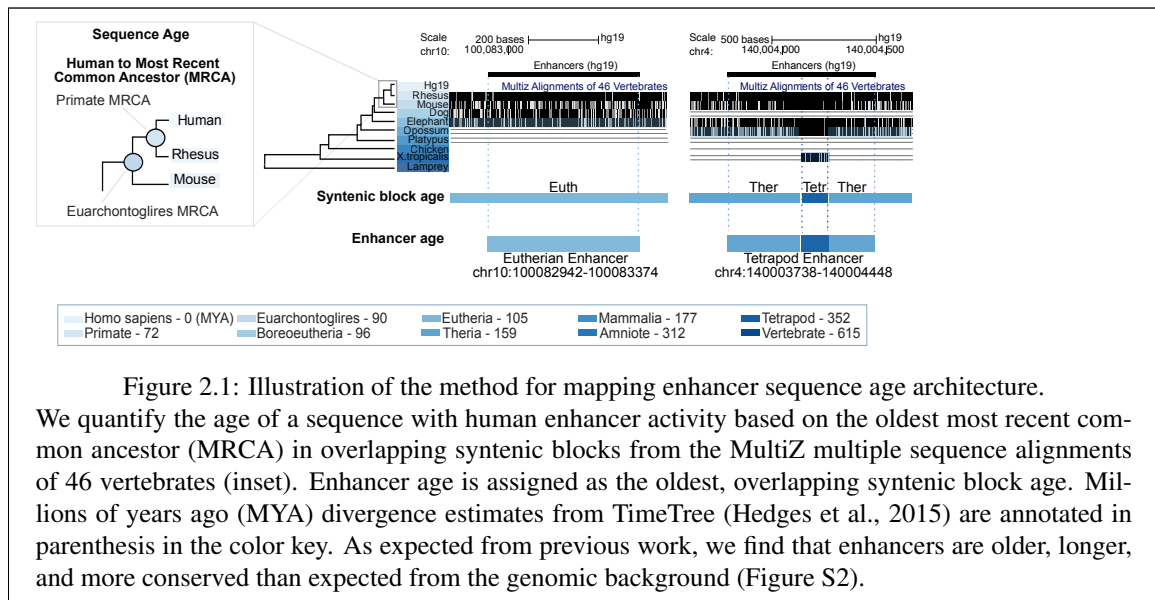 Sequence Age
Human to Most Recent
Common Ancestor (MRCA)
Primate MRCA
Human
Rhesus
Mouse
Euarchontoglires MRCA
Scale
200 bases
hg19
chr10:
100,083,000
Enhancers (hg19)
Multiz Alignments of 46 Vertebrates
Scale
500 bases
hg19
chr4:
140,004,000
140,004,500
Enhancers (hg19)
Multiz Alignments of 46 Vertebrates
Hg19
Rhesus
Mouse
Dog
Elephant
Opossum
Platypus
Chicken
X.tropicalis
Lamprey
Syntenic block age
Euth
Ther
Tetr
Ther
Enhancer age
Eutherian Enhancer
chr10:100082942-100083374
Tetrapod Enhancer
chr4:140003738-140004448
Homo sapiens - 0 (MYA)
Euarchontoglires - 90
Eutheria - 105
Mammalia - 177
Tetrapod - 352
Primate - 72
Boreoeutheria - 96
Theria - 159
Amniote - 312
Vertebrate - 615
Figure 2.1: Illustration of the method for mapping enhancer sequence age architecture.
We quantify the age of a sequence with human enhancer activity based on the oldest most recent com-
mon ancestor (MRCA) in overlapping syntenic blocks from the MultiZ multiple sequence alignments
of 46 vertebrates (inset). Enhancer age is assigned as the oldest, overlapping syntenic block age. Mil-
lions of years ago (MYA) divergence estimates from TimeTree (Hedges et al., 2015) are annotated in
parenthesis in the color key. As expected from previous work, we find that enhancers are older, longer,
and more conserved than expected from the genomic background (Figure S2).